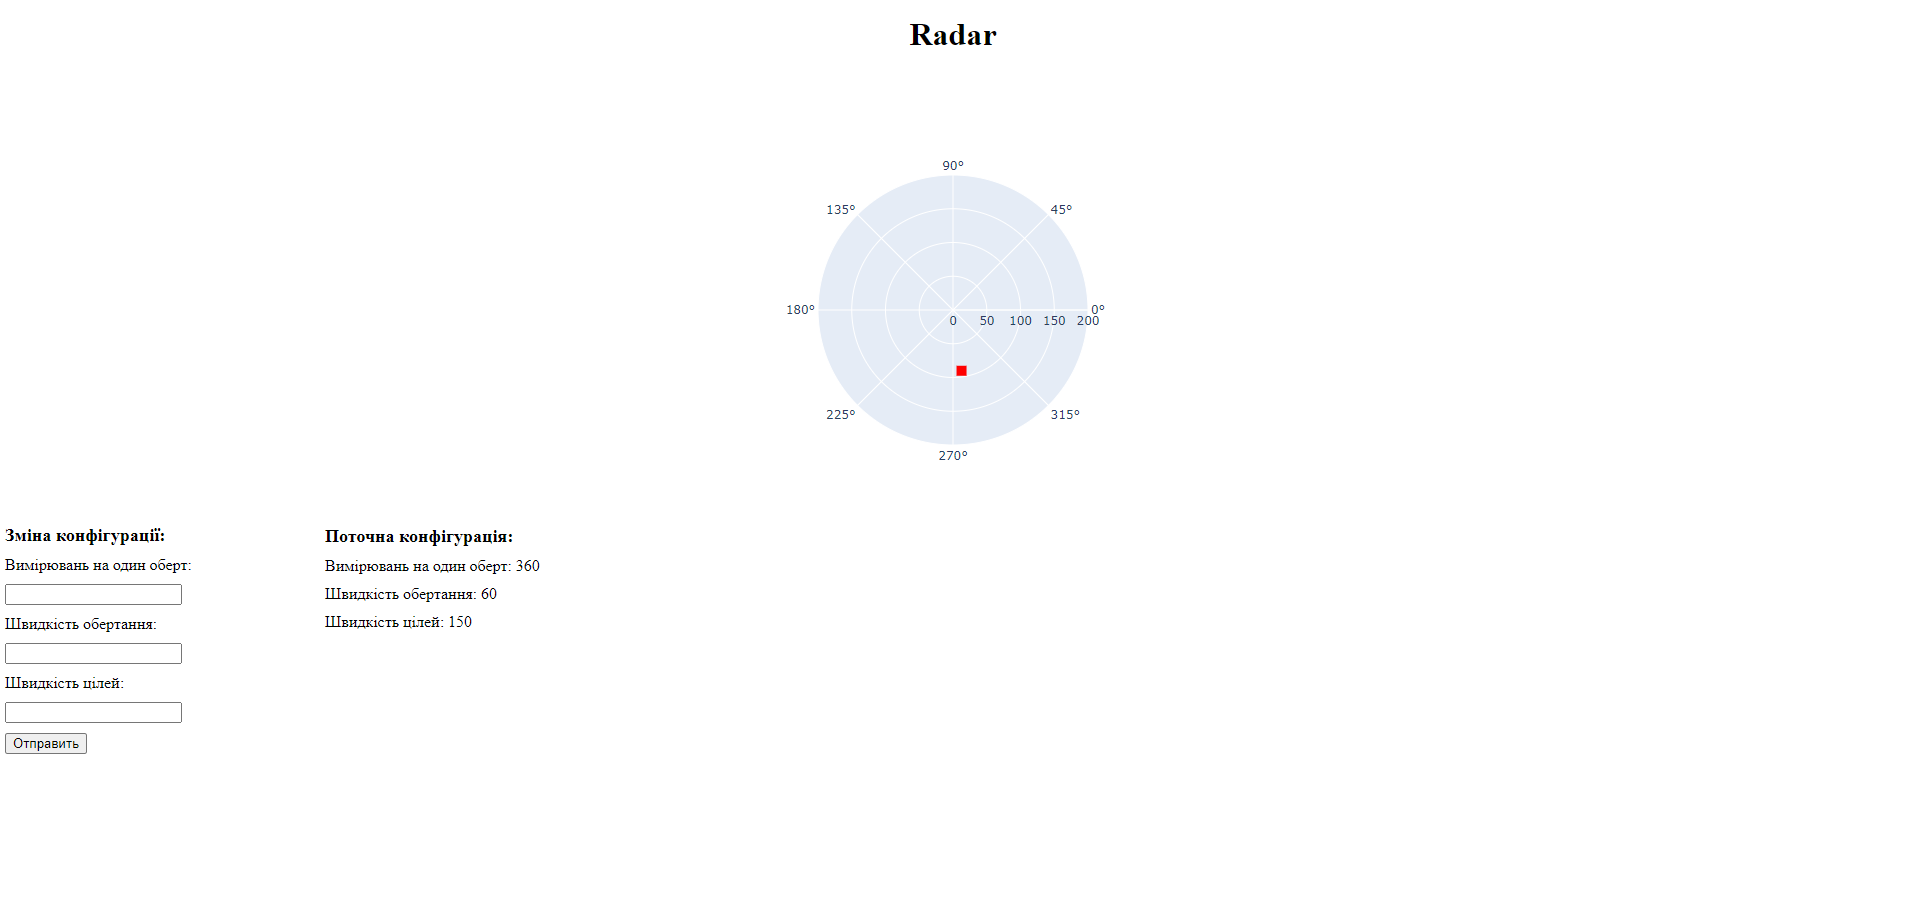 Radar
90°
135°
45°
180°
0°
0 50 100 150 200
225°
315°
270°
Зміна конфігурації:
Вимірювань на один оберт:
Швидкість обертання:
Швидкість цілей:
Отправить
Поточна конфігурація:
Вимірювань на один оберт: 360
Швидкість обертання: 60
Швидкість цілей: 150